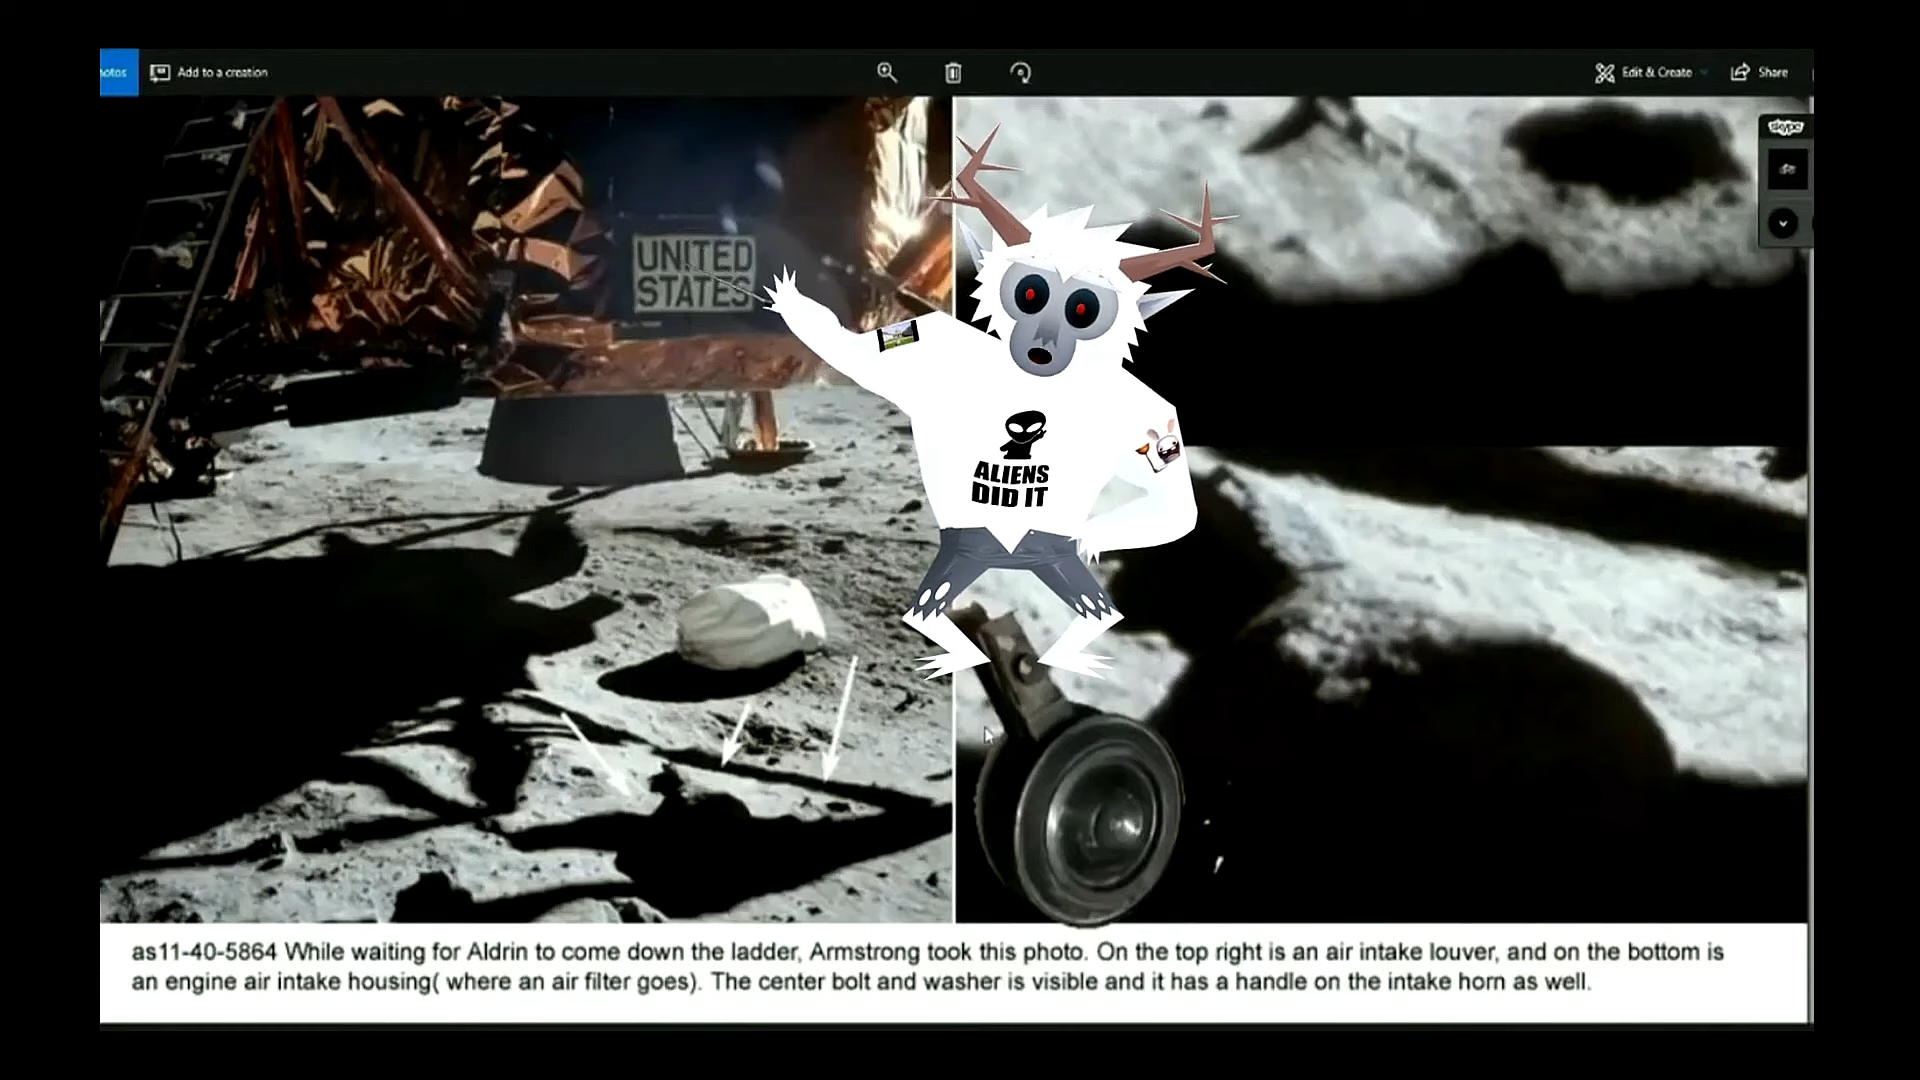 otos
Add to a creation
Edit & Create
Share
skype
UNITED
STATES
ALIENS
DID IT
as11-40-5864 While waiting for Aldrin to come down the ladder, Armstrong took this photo. On the top right is an air intake louver, and on the bottom is
an engine air intake housing( where an air filter goes). The center bolt and washer is visible and it has a handle on the intake horn as well.